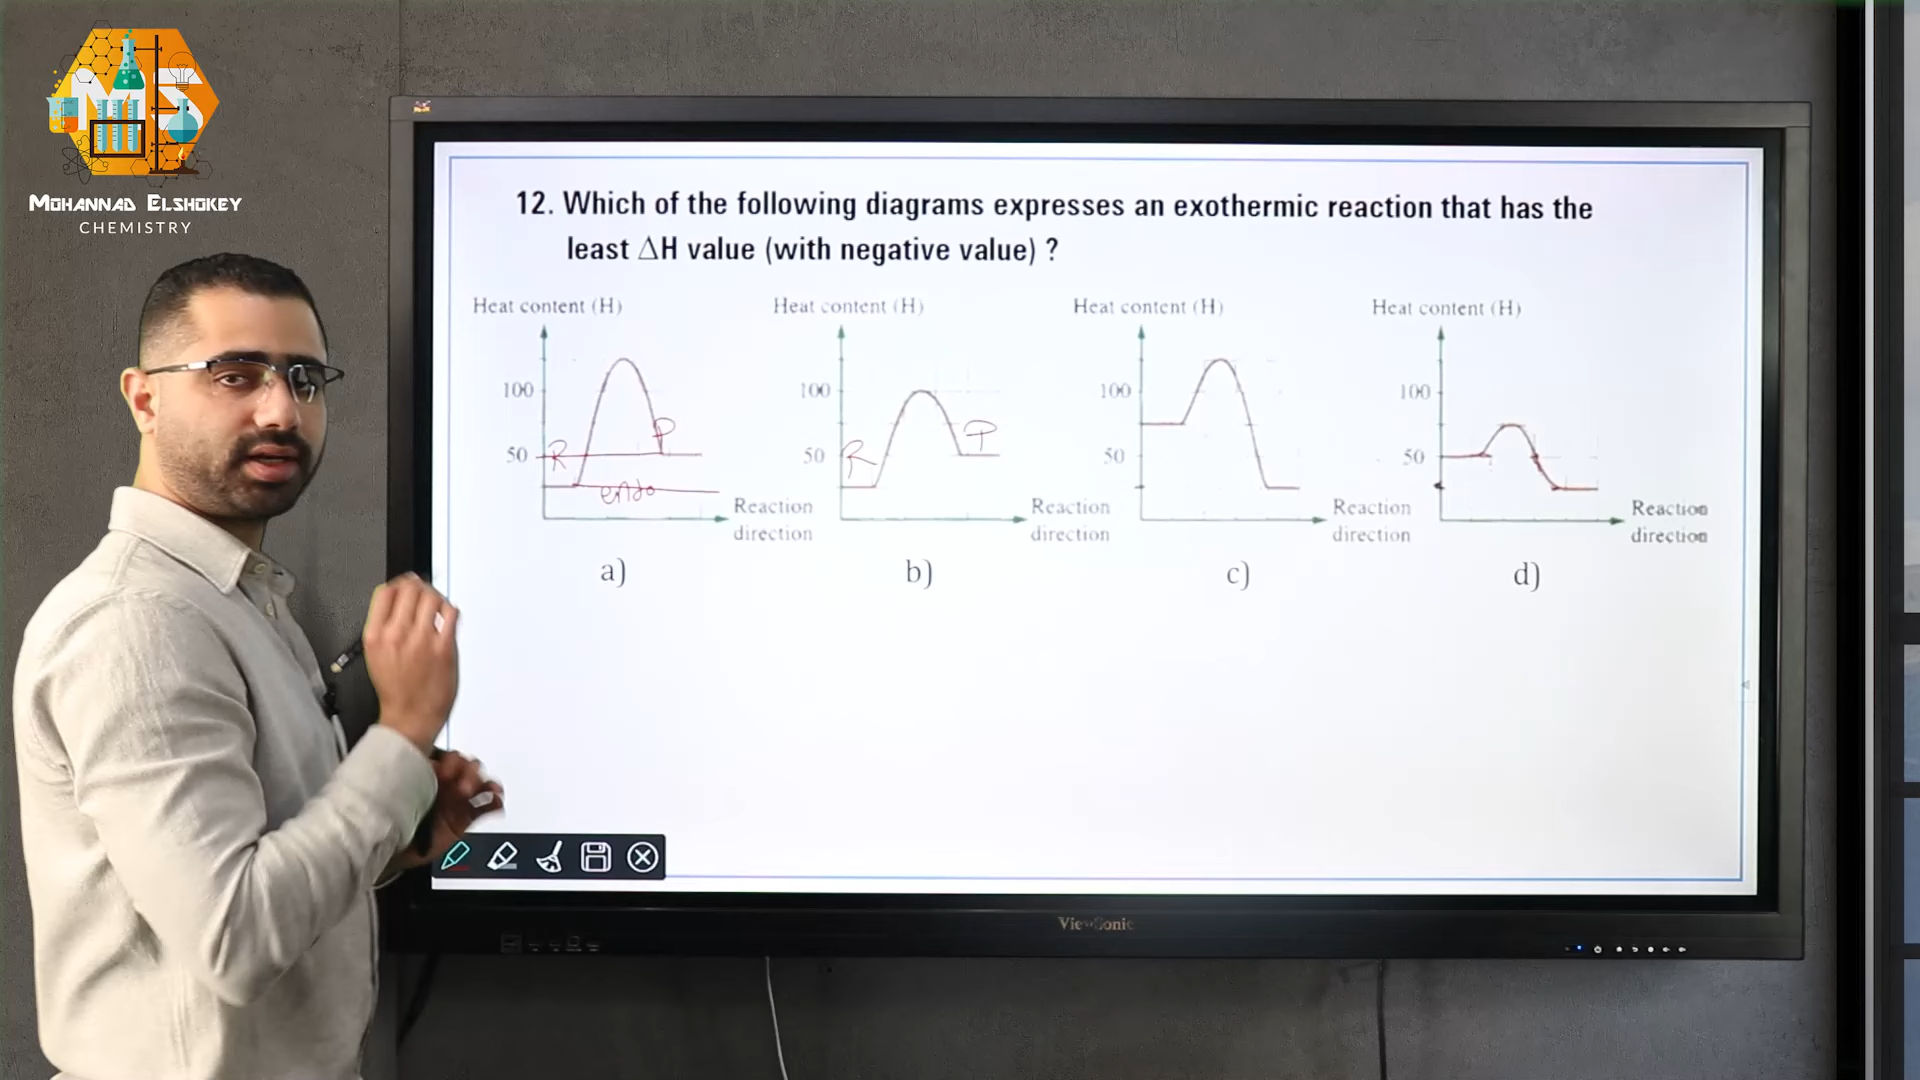 MS
MOHANNAD ELSHOKEY
CHEMISTRY
12. Which of the following diagrams expresses an exothermic reaction that has the
least ΔH value (with negative value) ?
Heat content (H)
100
50
R
P
endo
Reaction
direction
a)
Heat content (H)
100
50
R
P
Reaction
direction
b)
Heat content (H)
100
50
Reaction
direction
c)
Heat content (H)
100
50
Reaction
direction
d)
ViewSonic